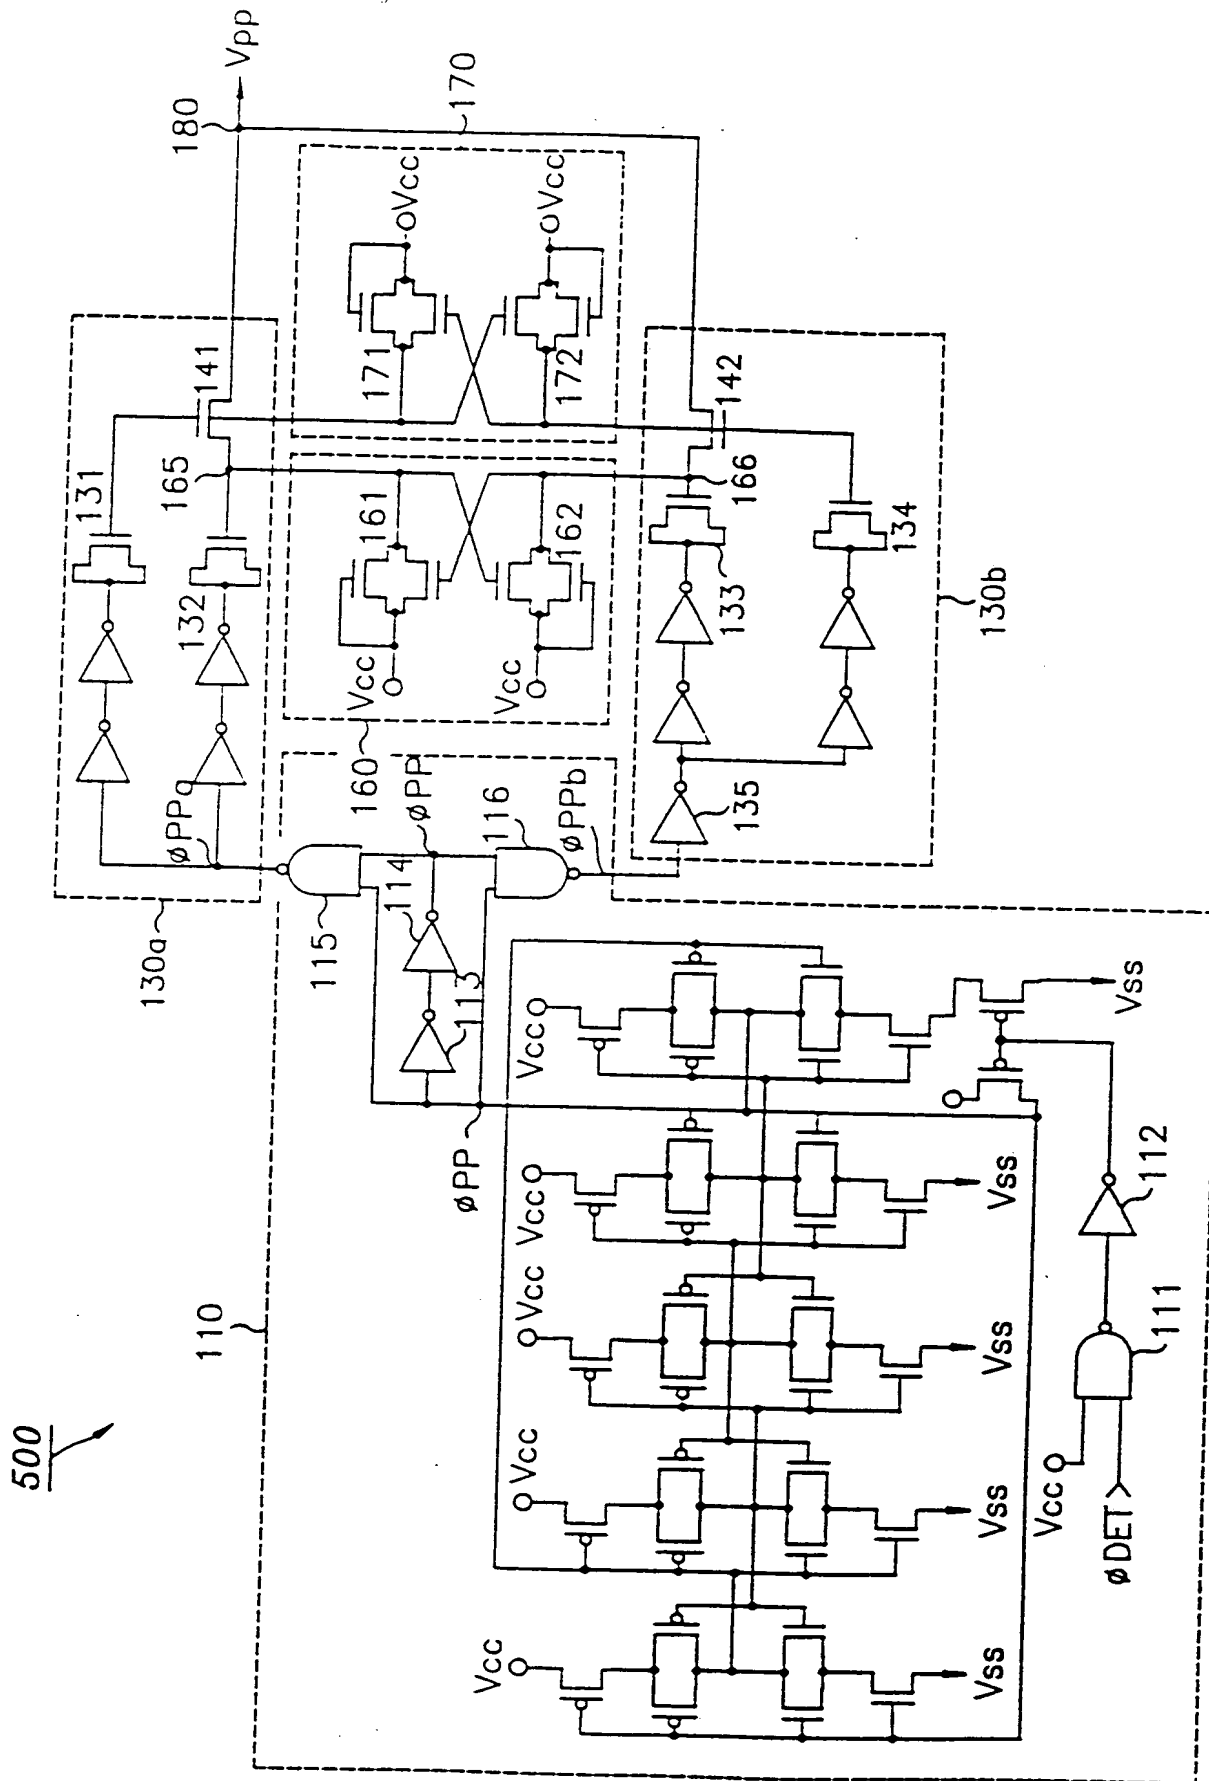 500
110
130a
φPPa
131
132
165
141
180
Vpp
115
113
114
φPP
φPP
116
φPPb
160
Vcc
161
Vcc
162
171
oVcc
172
oVcc
170
135
133
166
142
134
130b
Vcc
Vcc
Vcc
Vcc
Vcc
Vss
Vss
Vss
Vss
Vss
Vcc
φDET
111
112